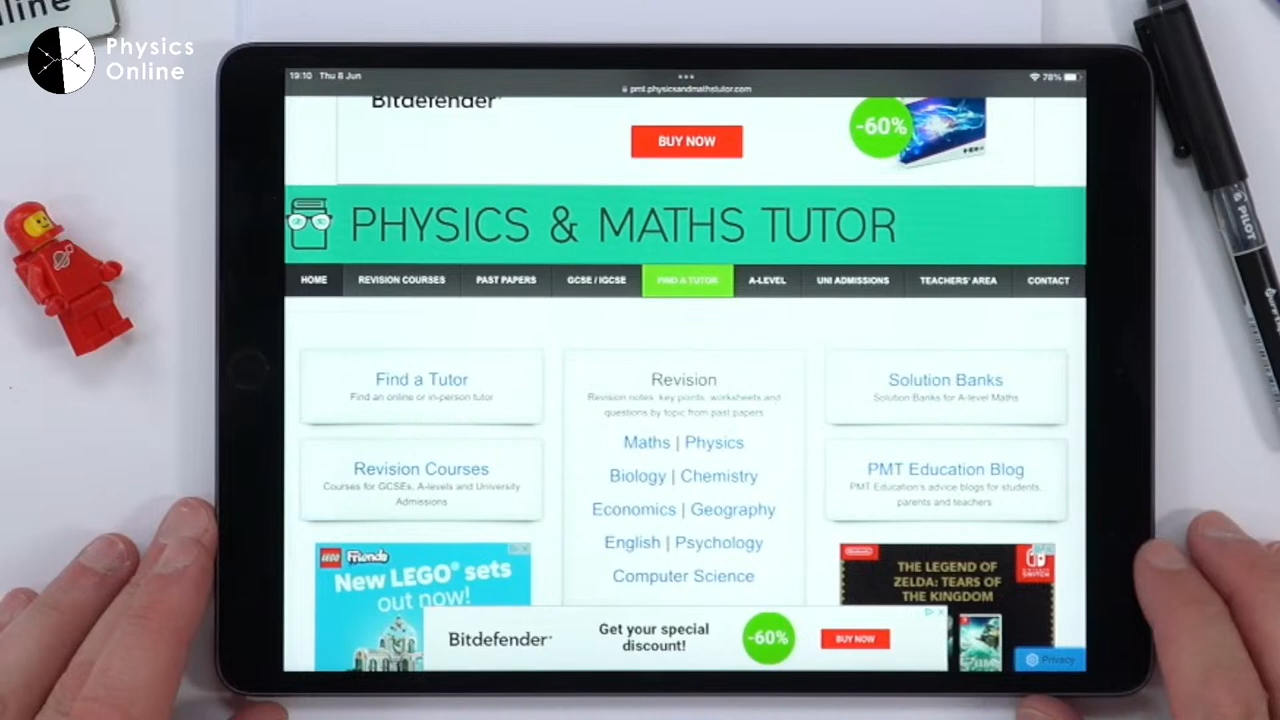 line
Physics
Online
19:10 Thu 8 Jun
78%
pmt.physicsandmathstutor.com
Bitdefender
BUY NOW
-60%
PHYSICS & MATHS TUTOR
HOME REVISION COURSES PAST PAPERS GCSE / IGCSE FIND A TUTOR A-LEVEL UNI ADMISSIONS TEACHERS' AREA CONTACT
Find a Tutor
Find an online or in-person tutor
Revision
Revision notes, key points, worksheets and
questions by topic from past papers
Solution Banks
Solution Banks for A-level Maths
Maths | Physics
Biology | Chemistry
Economics | Geography
English | Psychology
Computer Science
Revision Courses
Courses for GCSEs, A-levels and University
Admissions
PMT Education Blog
PMT Education's advice blogs for students,
parents and teachers
LEGO Friends
New LEGO® sets
out now!
Nintendo
THE LEGEND OF
ZELDA: TEARS OF
THE KINGDOM
NINTENDO
SWITCH
Bitdefender
Get your special
discount!
-60%
BUY NOW
Privacy
PILOT